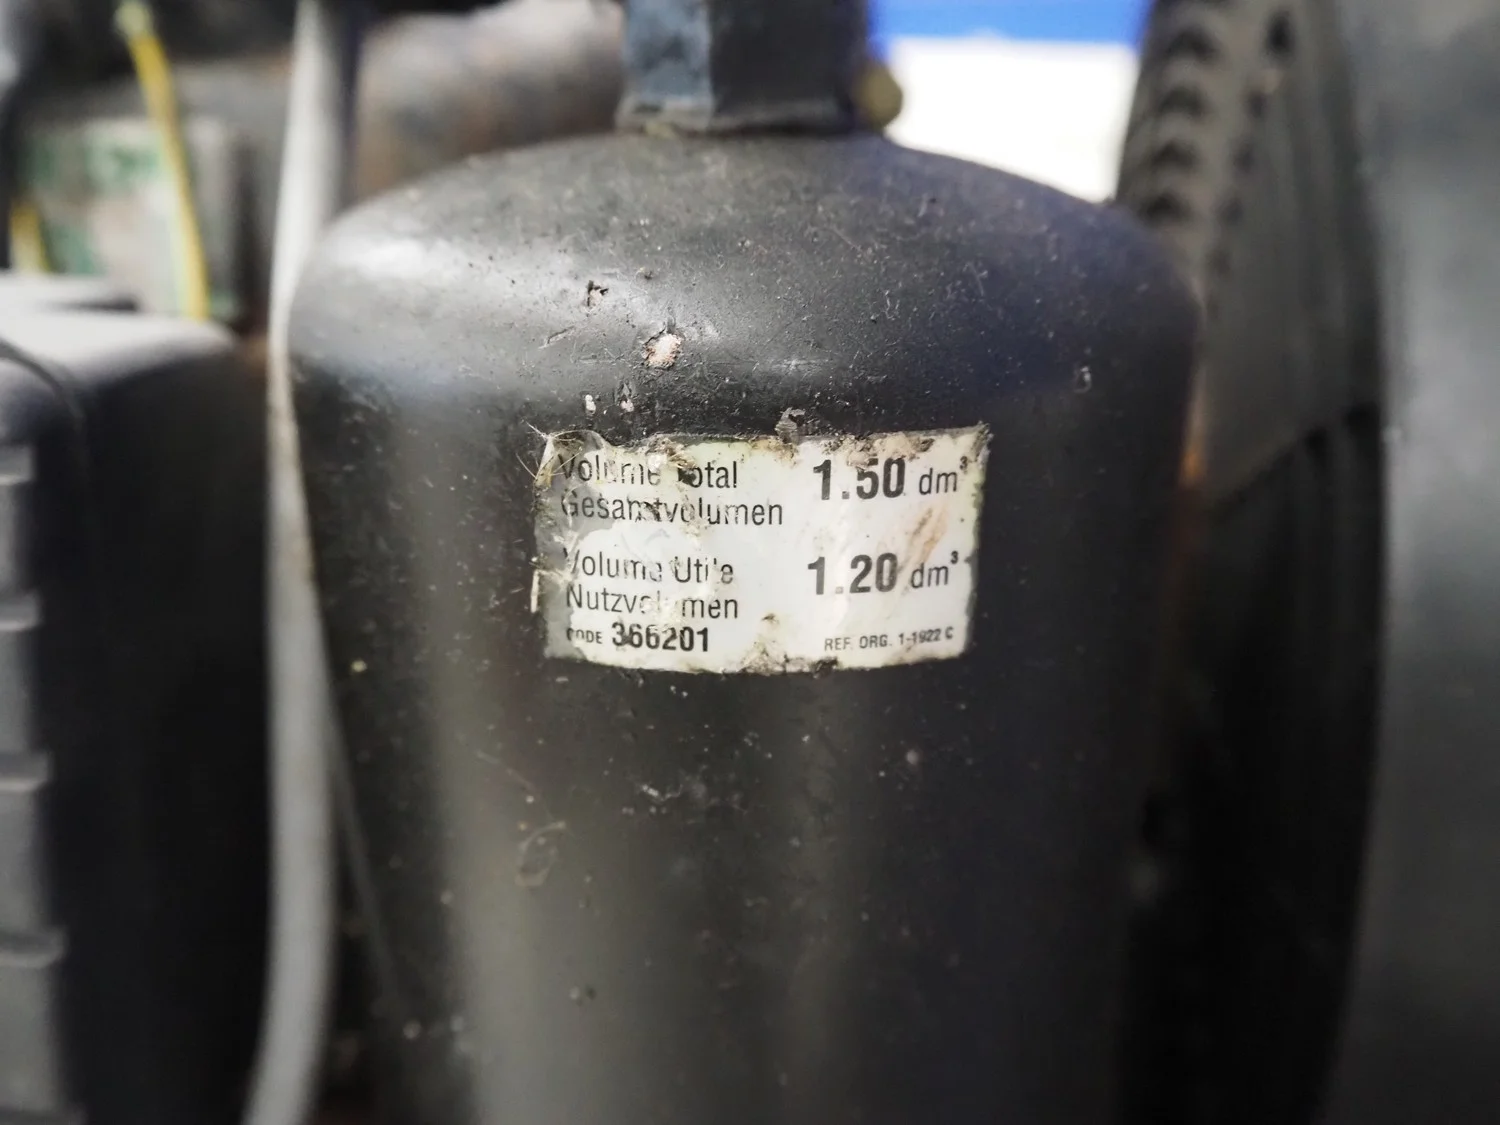 Volume Total 1.50 dm³
Gesamtvolumen
Volume Utile 1.20 dm³
Nutzvolumen
CODE 366201 REF. ORG. 1-1922 C